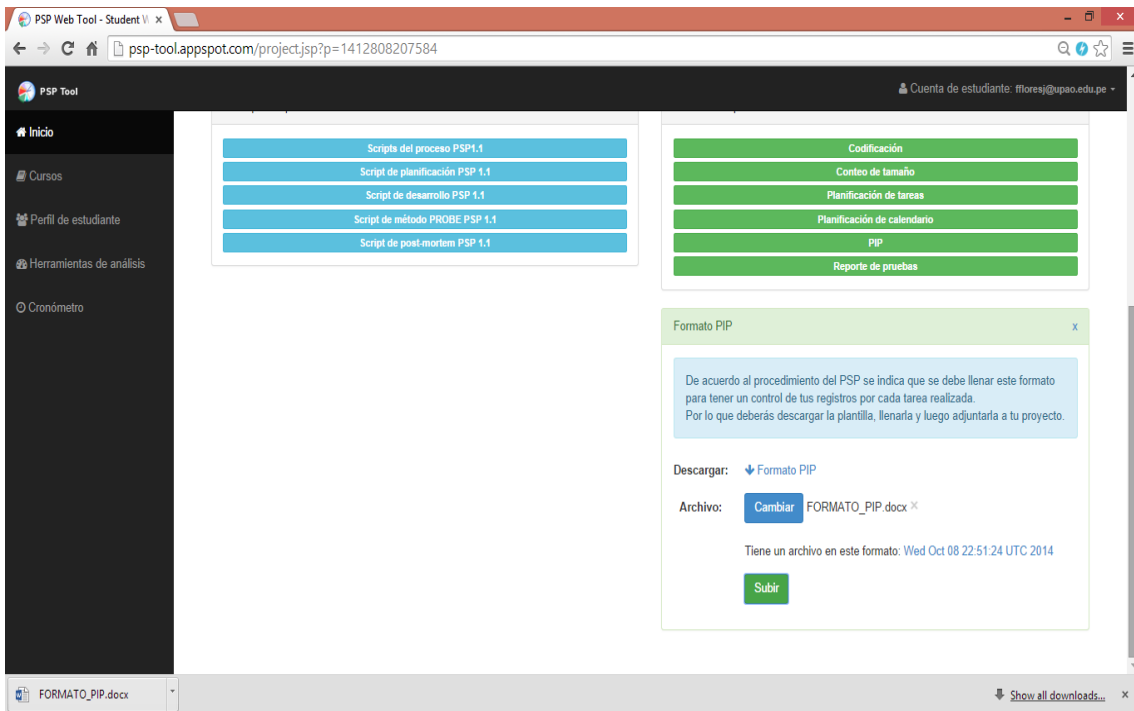 PSP Web Tool - Student W
psp-tool.appspot.com/project.jsp?p=1412808207584
PSP Tool
Cuenta de estudiante: ffloresj@upao.edu.pe
Inicio
Cursos
Perfil de estudiante
Herramientas de análisis
Cronómetro
Scripts del proceso PSP1.1
Script de planificación PSP 1.1
Script de desarrollo PSP 1.1
Script de método PROBE PSP 1.1
Script de post-mortem PSP 1.1
Codificación
Conteo de tamaño
Planificación de tareas
Planificación de calendario
PIP
Reporte de pruebas
Formato PIP x
De acuerdo al procedimiento del PSP se indica que se debe llenar este formato
para tener un control de tus registros por cada tarea realizada.
Por lo que deberás descargar la plantilla, llenarla y luego adjuntarla a tu proyecto.
Descargar: Formato PIP
Archivo: Cambiar FORMATO_PIP.docx ×
Tiene un archivo en este formato: Wed Oct 08 22:51:24 UTC 2014
Subir
FORMATO_PIP.docx
Show all downloads...